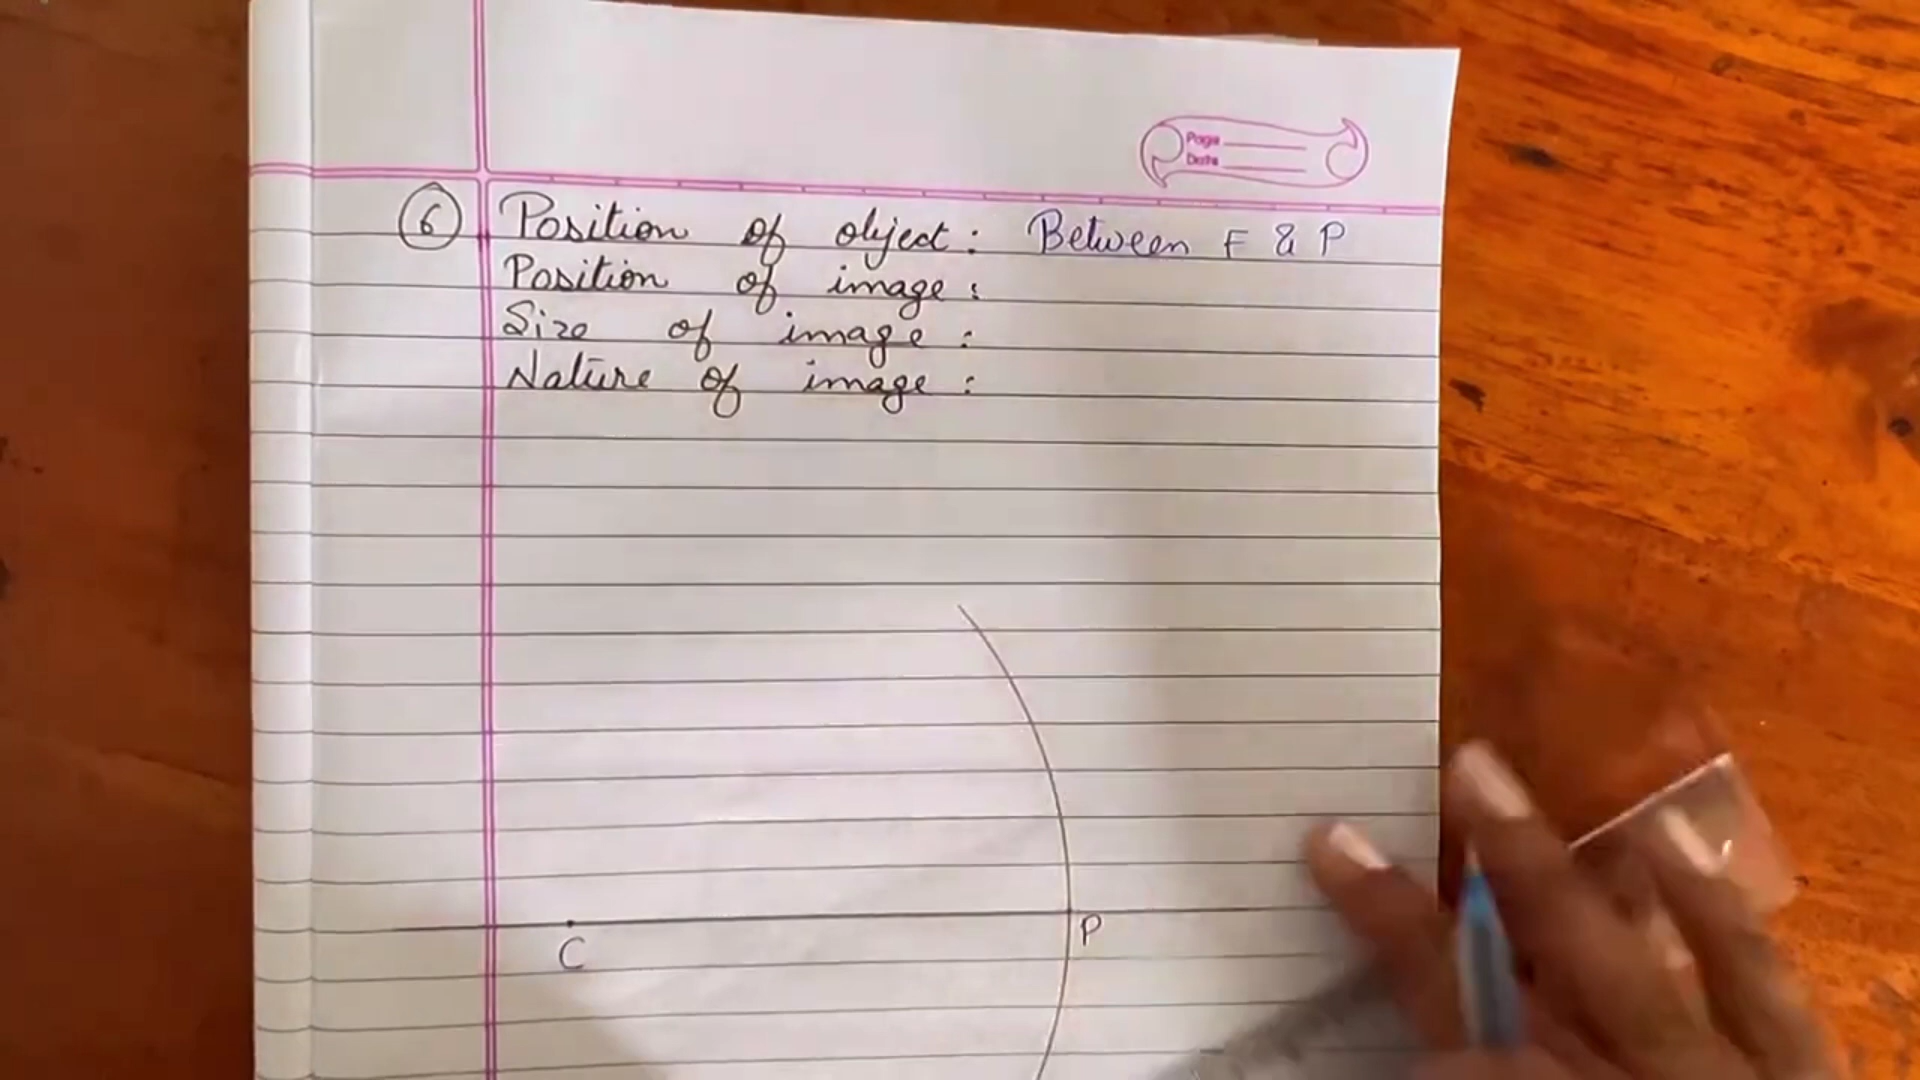 Page
Date
6 Position of object : Between F & P
Position of image :
Size of image :
Nature of image :
C
P